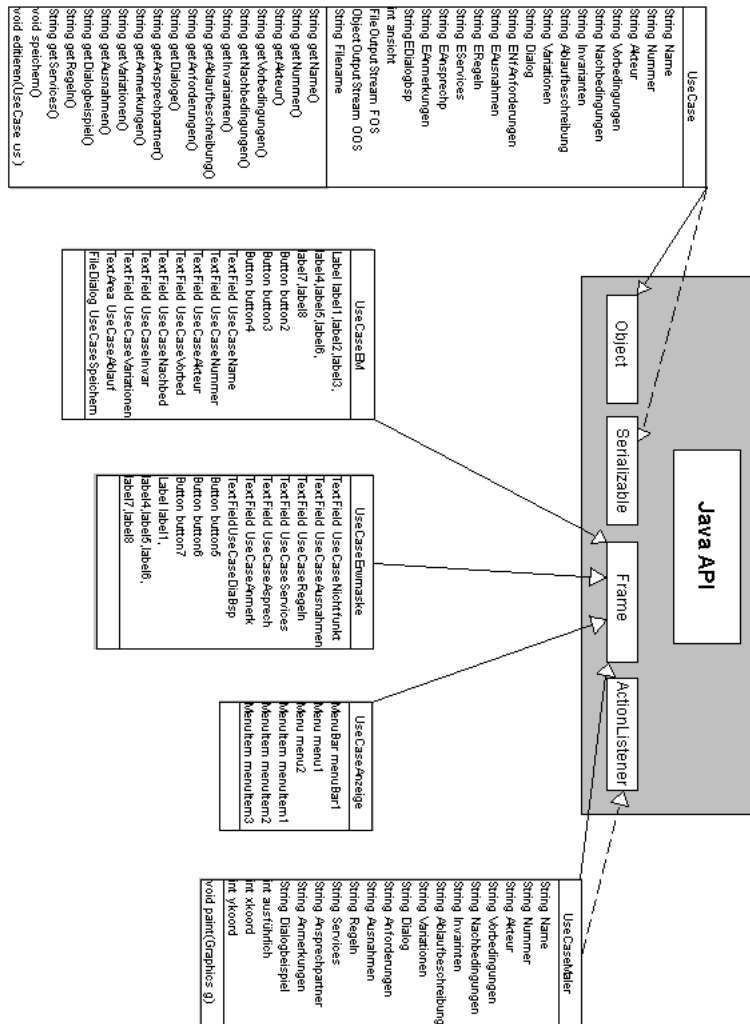 Java API
Object
Serializable
Frame
ActionListener
UseCase
String Name
String Nummer
String Akteur
String Vorbedingungen
String Nachbedingungen
String Invarianten
String Ablaufbeschreibung
String Variationen
String Dialog
String ENfAnforderungen
String EAusnahmen
String ERegeln
String EServices
String EAnsprechp
String EAnmerkungen
StringEDialogbsp
int ansicht
FileOutputStream FOS
ObjectOutputStream OOS
String Filename
String getName()
String getNummer()
String getAkteur()
String getVorbedingungen()
String getNachbedingungen()
String getInvarianten()
String getAblaufbeschreibung()
String getAnforderungen()
String getDialoge()
String getAnsprechpartner()
String getAnmerkungen()
String getVariationen()
String getAusnahmen()
String getDialogbeispiel()
String getRegeln()
String getServices()
void speichern()
void editieren(UseCase us )
UseCaseEM
Label label1,label2,label3,
label4,label5,label6,
label7,label8
Button button2
Button button3
Button button4
TextField UseCaseName
TextField UseCaseNummer
TextField UseCaseAkteur
TextField UseCaseVorbed
TextField UseCaseNachbed
TextField UseCaseInvar
TextField UseCaseVariationen
TextArea UseCaseAblauf
FileDialog UseCaseSpeichern
UseCaseErwmaske
TextField UseCaseNichtfunkt
TextField UseCaseAusnahmen
TextField UseCaseRegeln
TextField UseCaseServices
TextField UseCaseAsprech
TextField UseCaseAnmerk
TextField UseCaseDiaBsp
Button button5
Button button6
Button button7
Label label1,
label4,label5,label6,
label7,label8
UseCaseAnzeige
MenuBar menuBar1
Menu menu1
Menu menu2
MenuItem menuItem1
MenuItem menuItem2
MenuItem menuItem3
UseCaseMaler
String Name
String Nummer
String Akteur
String Vorbedingungen
String Nachbedingungen
String Invarinten
String Ablaufbeschreibung
String Variationen
String Dialog
String Anforderungen
String Ausnahmen
String Regeln
String Services
String Ansprechpartner
String Anmerkungen
String Dialogbeispiel
int ausführlich
int xkoord
int ykoord
void paint(Graphics g)